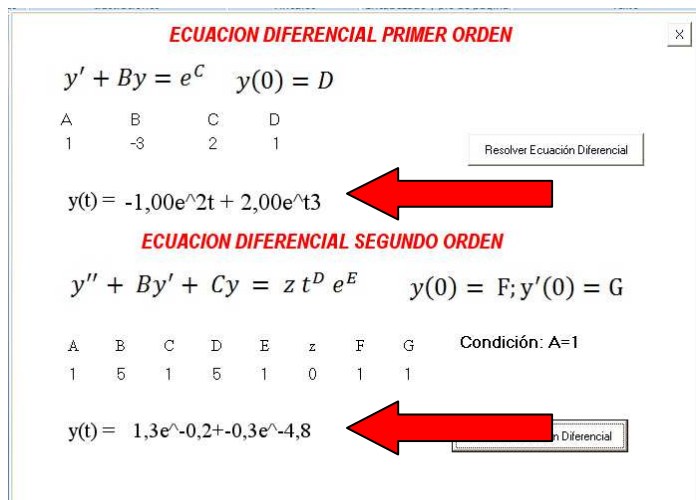 ECUACION DIFERENCIAL PRIMER ORDEN
X
y′ + By = e^C y(0) = D
A B C D
1 -3 2 1
Resolver Ecuación Diferencial
y(t) = -1,00e^2t + 2,00e^t3
ECUACION DIFERENCIAL SEGUNDO ORDEN
y′′ + By′ + Cy = z t^D e^E y(0) = F; y′(0) = G
A B C D E z F G Condición: A=1
1 5 1 5 1 0 1 1
y(t) = 1,3e^-0,2+-0,3e^-4,8
Diferencial